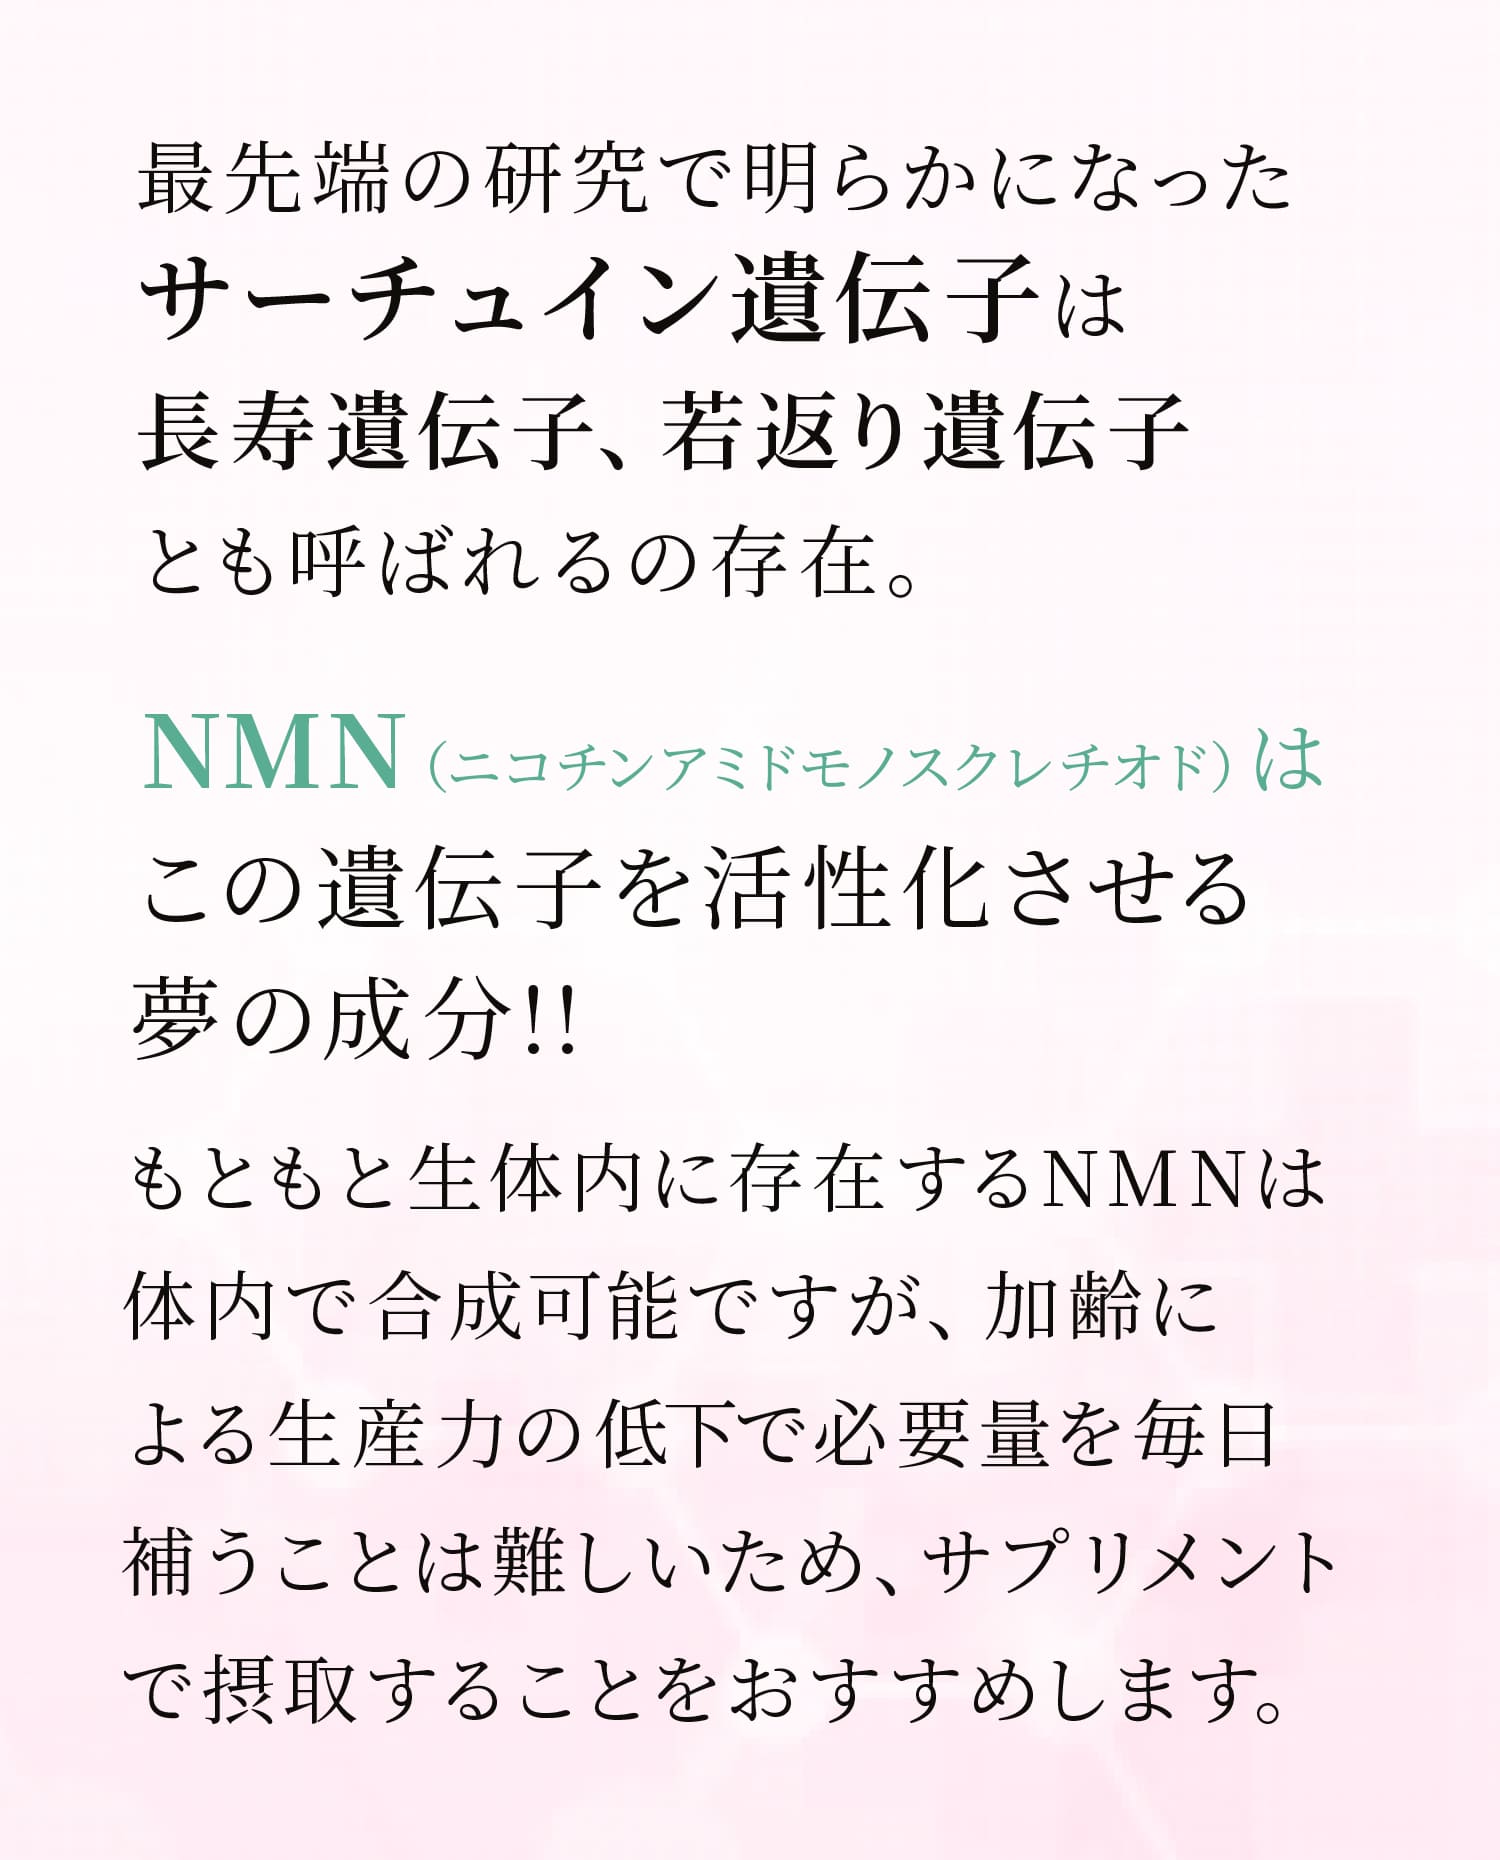 最先端の研究で明らかになった
サーチュイン遺伝子は
長寿遺伝子、若返り遺伝子
とも呼ばれるの存在。
NMN(ニコチンアミドモノスクレチオド)は
この遺伝子を活性化させる
夢の成分!!
もともと生体内に存在するNMNは
体内で合成可能ですが、加齢に
よる生産力の低下で必要量を毎日
補うことは難しいため、サプリメント
で摂取することをおすすめします。